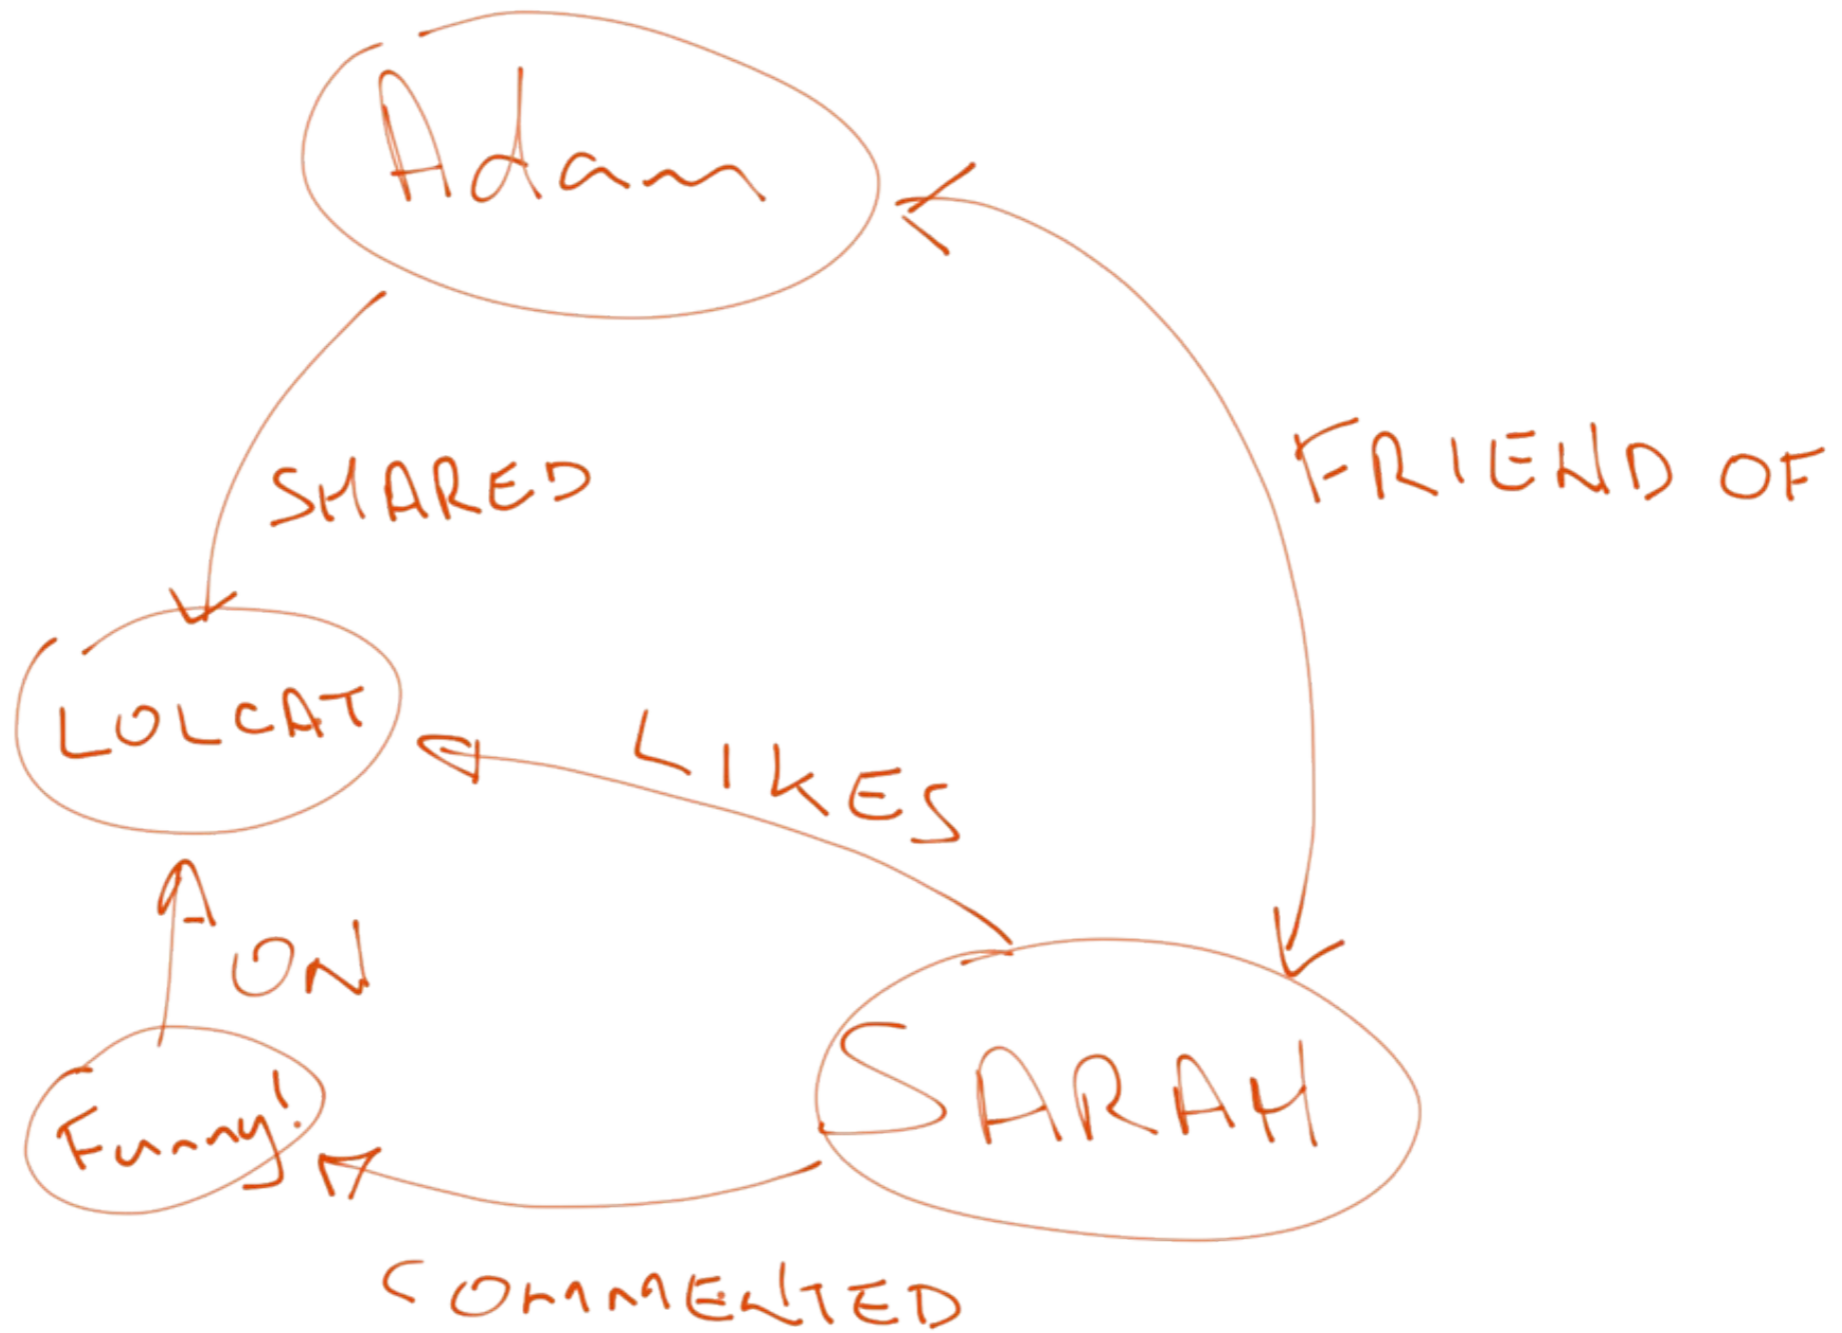 Adam
FRIEND OF
SHARED
LOLCAT
LIKES
ON
SARAH
Funny!
COMMENTED